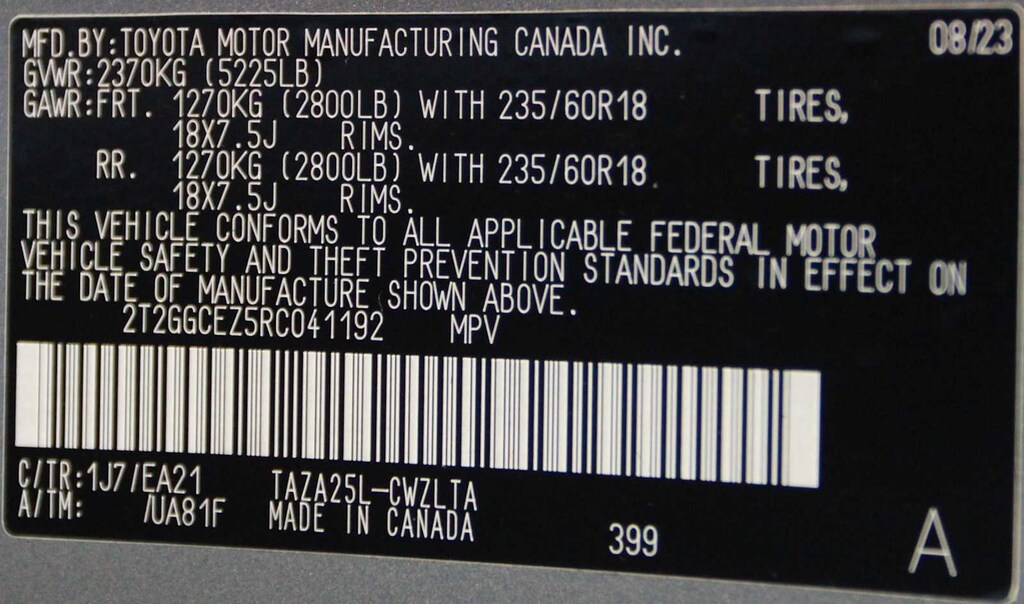 MFD.BY:TOYOTA MOTOR MANUFACTURING CANADA INC. 08/23
GVWR:2370KG (5225LB)
GAWR:FRT. 1270KG (2800LB) WITH 235/60R18 TIRES,
18X7.5J RIMS.
RR. 1270KG (2800LB) WITH 235/60R18 TIRES,
18X7.5J RIMS.
THIS VEHICLE CONFORMS TO ALL APPLICABLE FEDERAL MOTOR
VEHICLE SAFETY AND THEFT PREVENTION STANDARDS IN EFFECT ON
THE DATE OF MANUFACTURE SHOWN ABOVE.
2T2GGCEZ5RC041192 MPV
C/TR:1J7/EA21 TAZA25L-CWZLTA
A/TM: /UA81F MADE IN CANADA 399 A